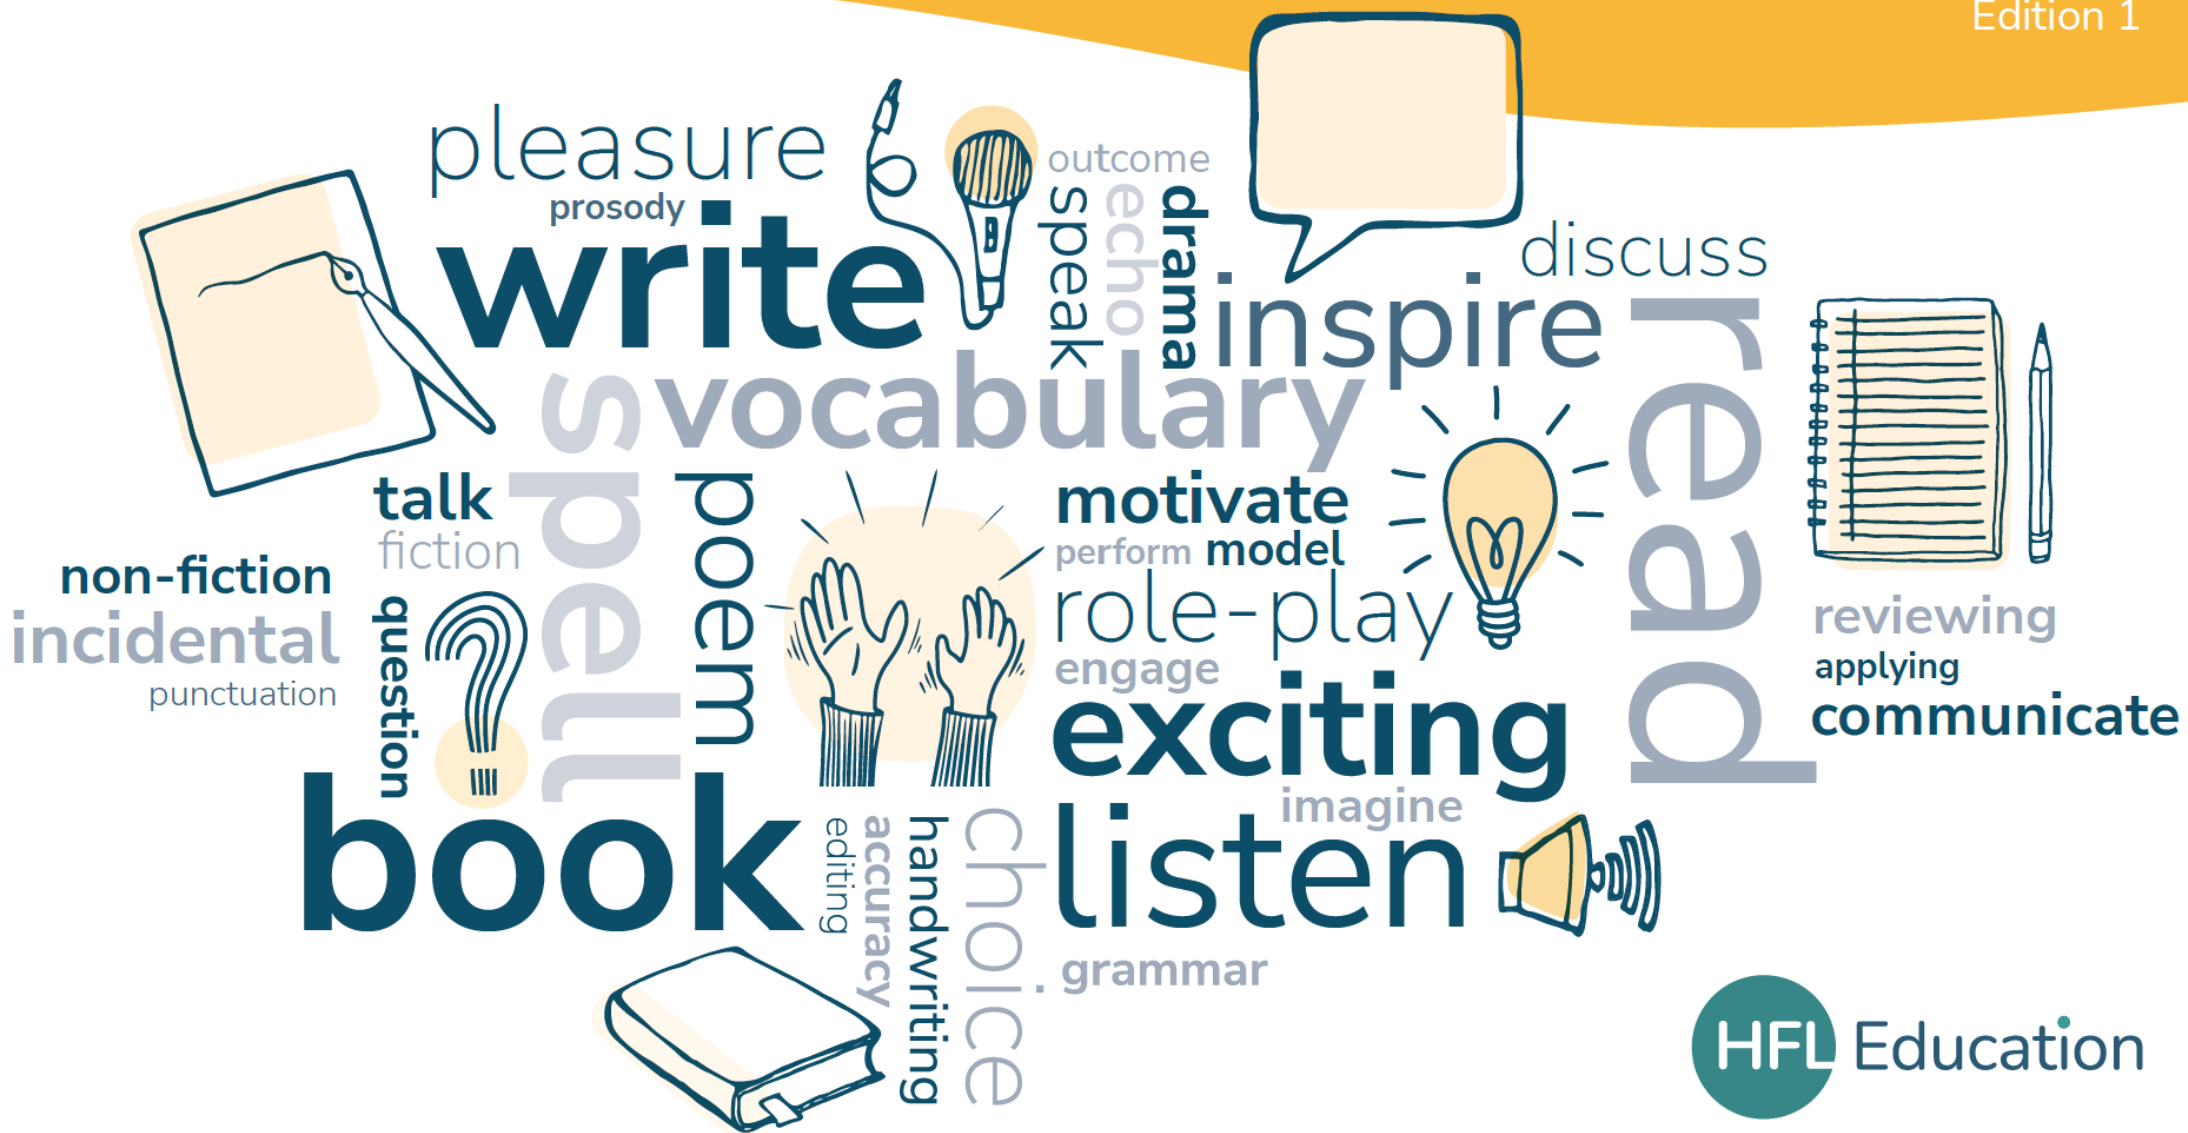 Edition 1
pleasure
prosody
write
outcome
speak
echo
drama
inspire
discuss
read
vocabulary
spell
talk
fiction
non-fiction
incidental
punctuation
question
poem
motivate
perform model
role-play
engage
exciting
imagine
listen
reviewing
applying
communicate
book
editing
accuracy
handwriting
choice
grammar
HFL Education